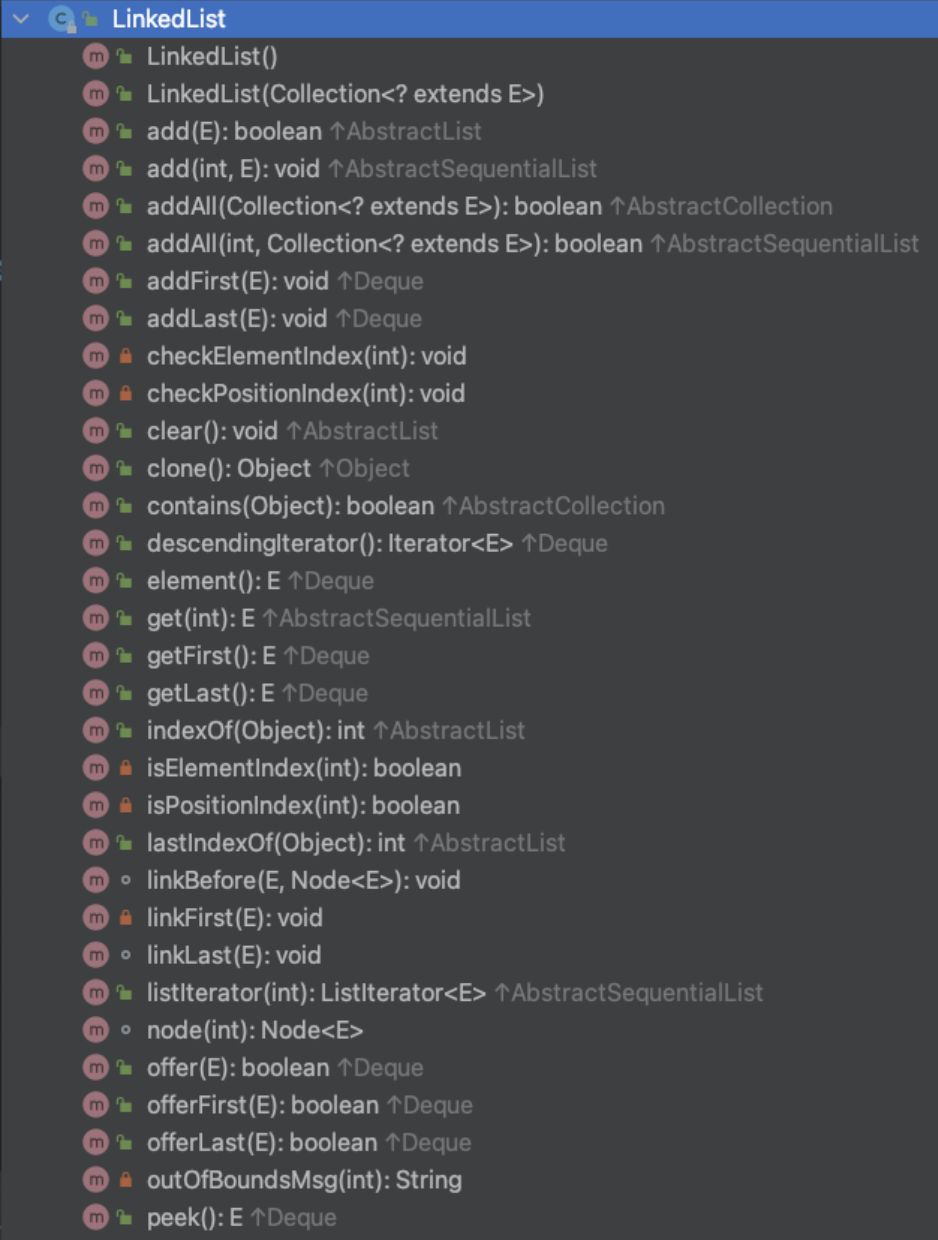 LinkedList
LinkedList()
LinkedList(Collection<? extends E>)
add(E): boolean ↑AbstractList
add(int, E): void ↑AbstractSequentialList
addAll(Collection<? extends E>): boolean ↑AbstractCollection
addAll(int, Collection<? extends E>): boolean ↑AbstractSequentialList
addFirst(E): void ↑Deque
addLast(E): void ↑Deque
checkElementIndex(int): void
checkPositionIndex(int): void
clear(): void ↑AbstractList
clone(): Object ↑Object
contains(Object): boolean ↑AbstractCollection
descendingIterator(): Iterator<E> ↑Deque
element(): E ↑Deque
get(int): E ↑AbstractSequentialList
getFirst(): E ↑Deque
getLast(): E ↑Deque
indexOf(Object): int ↑AbstractList
isElementIndex(int): boolean
isPositionIndex(int): boolean
lastIndexOf(Object): int ↑AbstractList
linkBefore(E, Node<E>): void
linkFirst(E): void
linkLast(E): void
listIterator(int): ListIterator<E> ↑AbstractSequentialList
node(int): Node<E>
offer(E): boolean ↑Deque
offerFirst(E): boolean ↑Deque
offerLast(E): boolean ↑Deque
outOfBoundsMsg(int): String
peek(): E ↑Deque